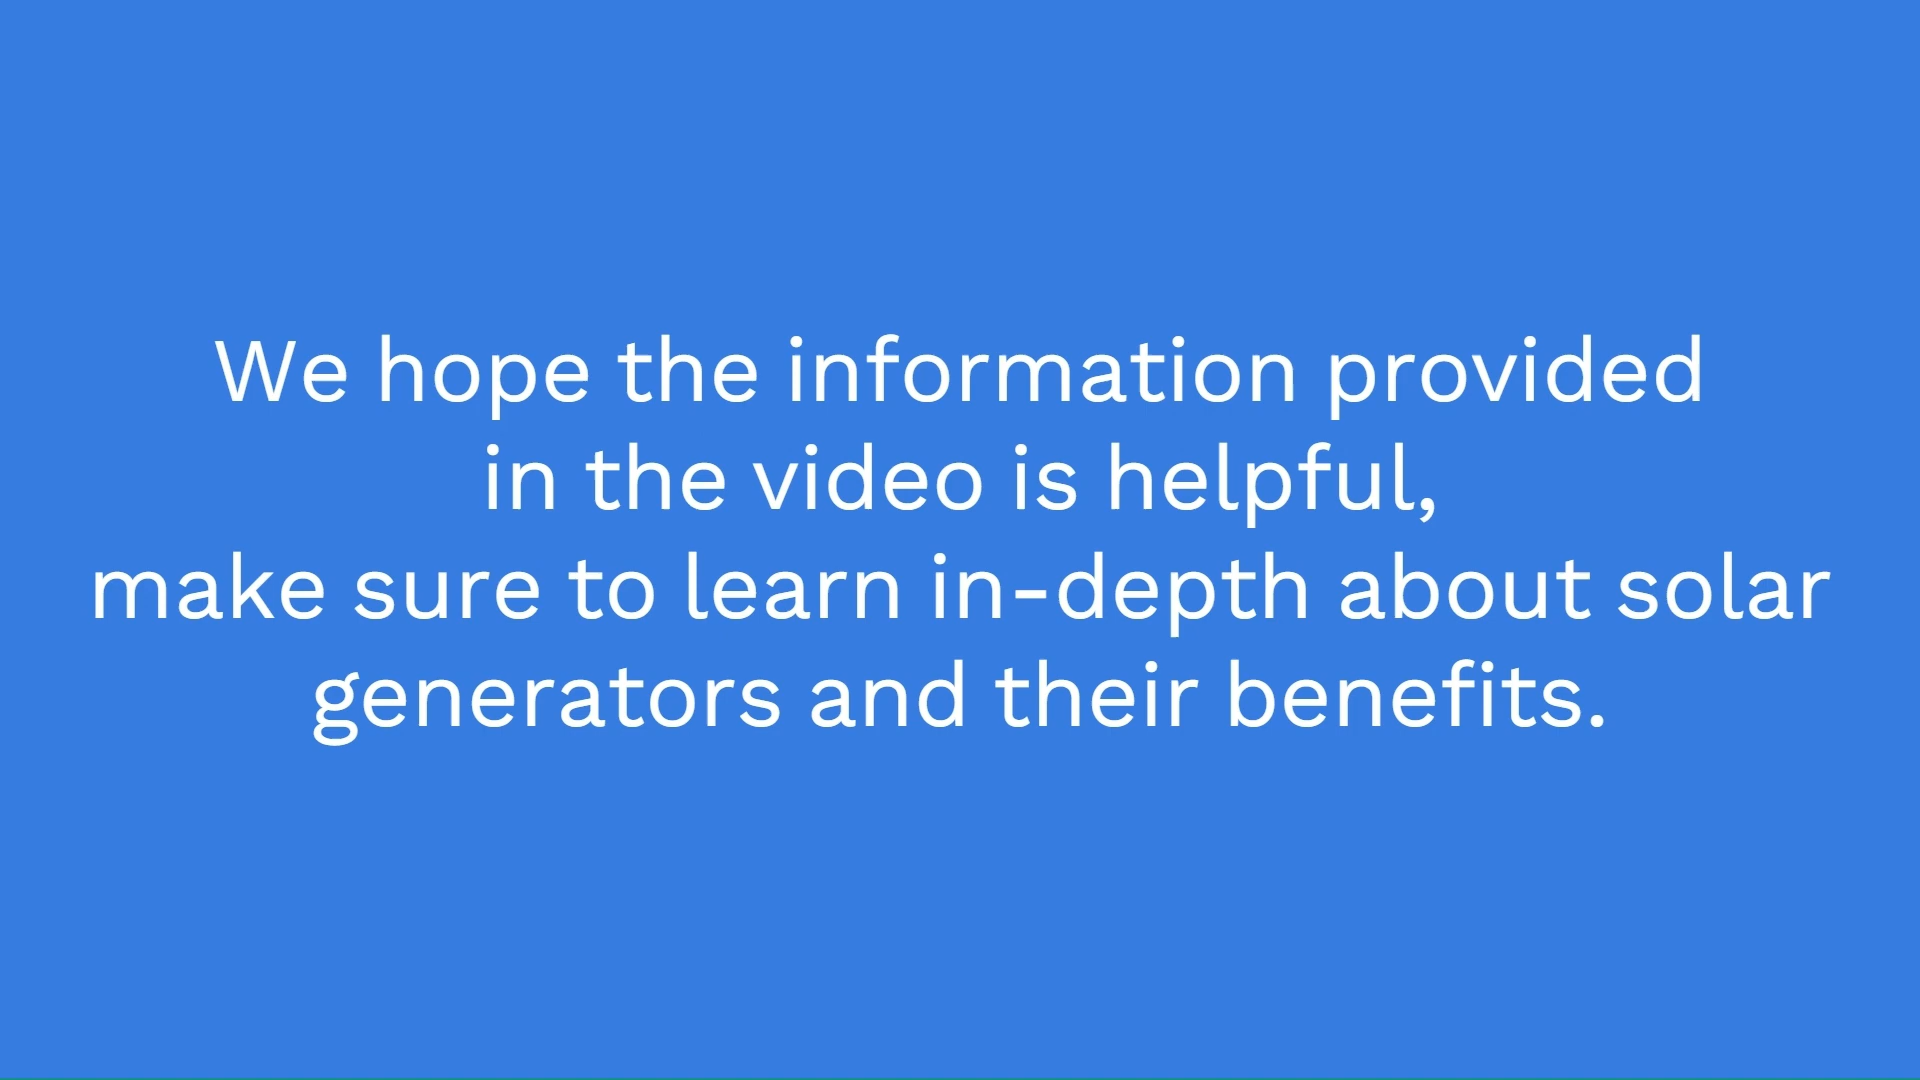 We hope the information provided
in the video is helpful,
make sure to learn in-depth about solar
generators and their benefits.